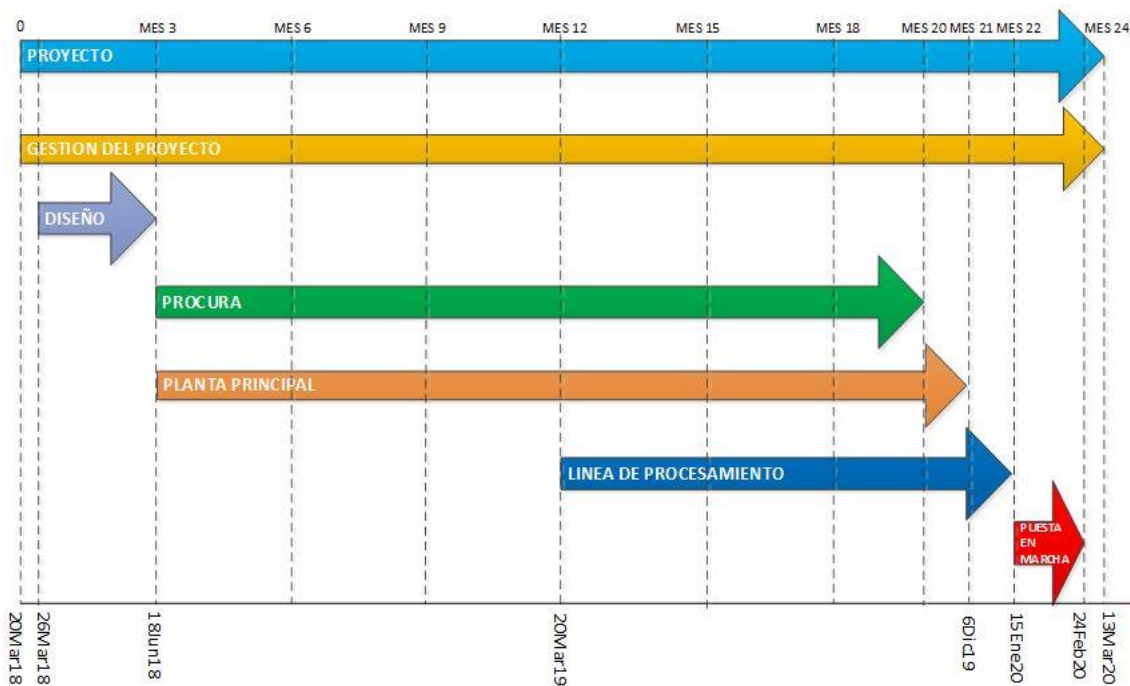 0 MES 3 MES 6 MES 9 MES 12 MES 15 MES 18 MES 20 MES 21 MES 22 MES 24
PROYECTO
GESTION DEL PROYECTO
DISEÑO
PROCURA
PLANTA PRINCIPAL
LINEA DE PROCESAMIENTO
PUESTA
EN
MARCHA
20Mar18
26Mar18
18Jun18
20Mar19
6Dic19
15Ene20
24Feb20
13Mar20